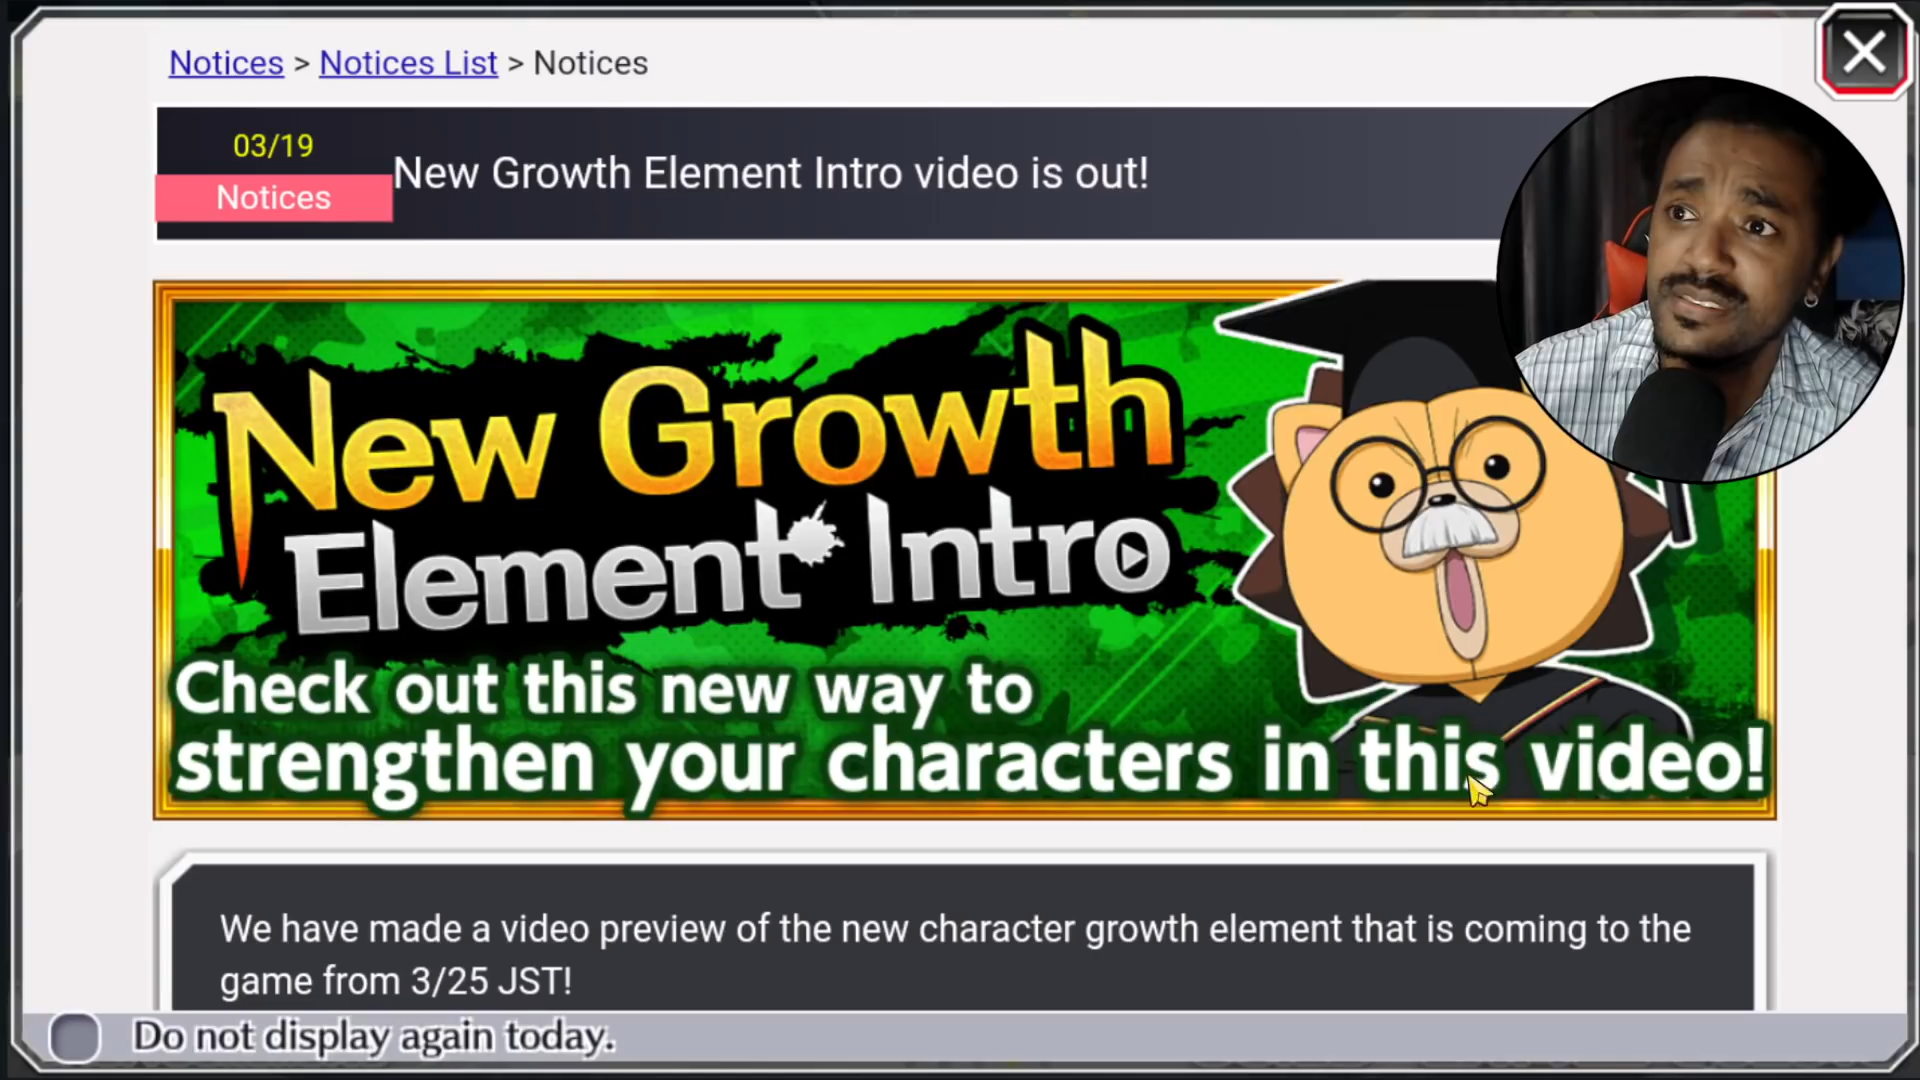 Notices > Notices List > Notices
03/19
Notices
New Growth Element Intro video is out!
New Growth
Element Intro
Check out this new way to
strengthen your characters in this video!
We have made a video preview of the new character growth element that is coming to the
game from 3/25 JST!
Do not display again today.